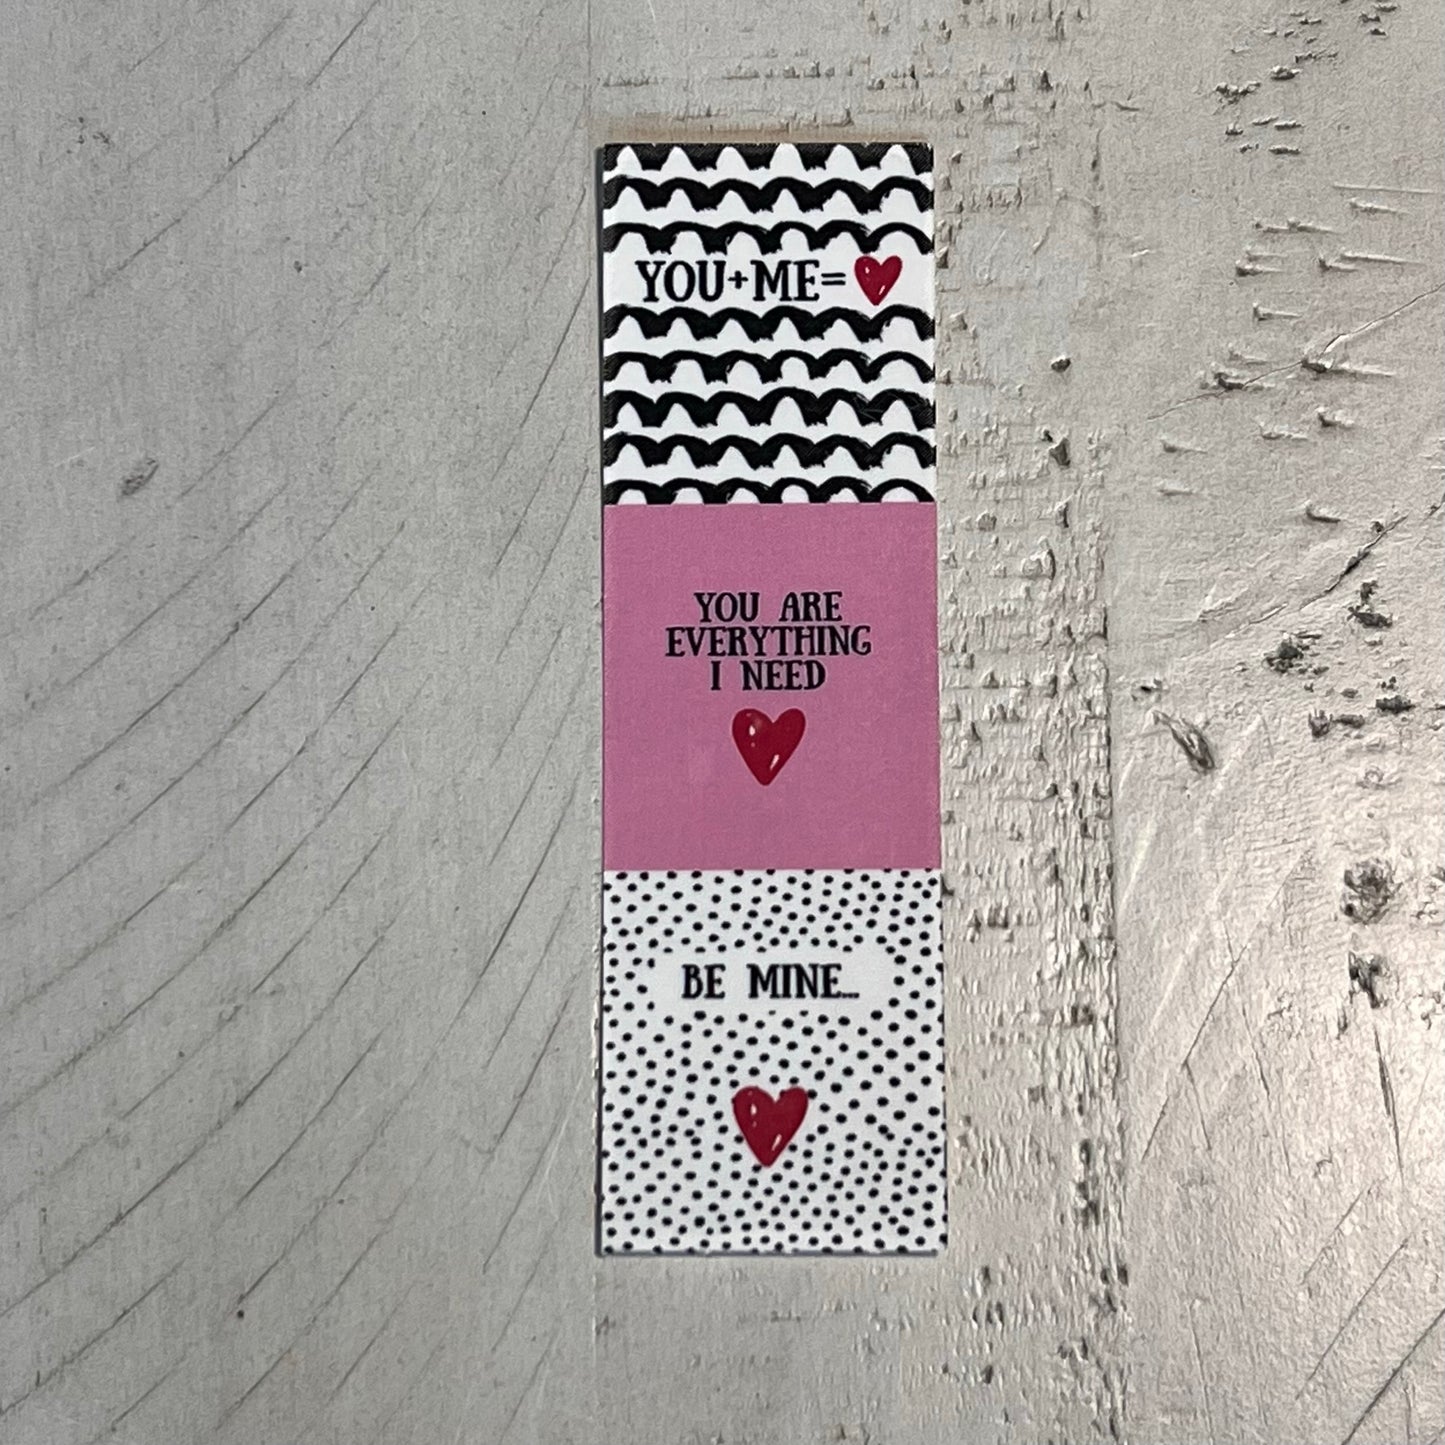 YOU+ME=
YOU ARE
EVERYTHING
I NEED
BE MINE...